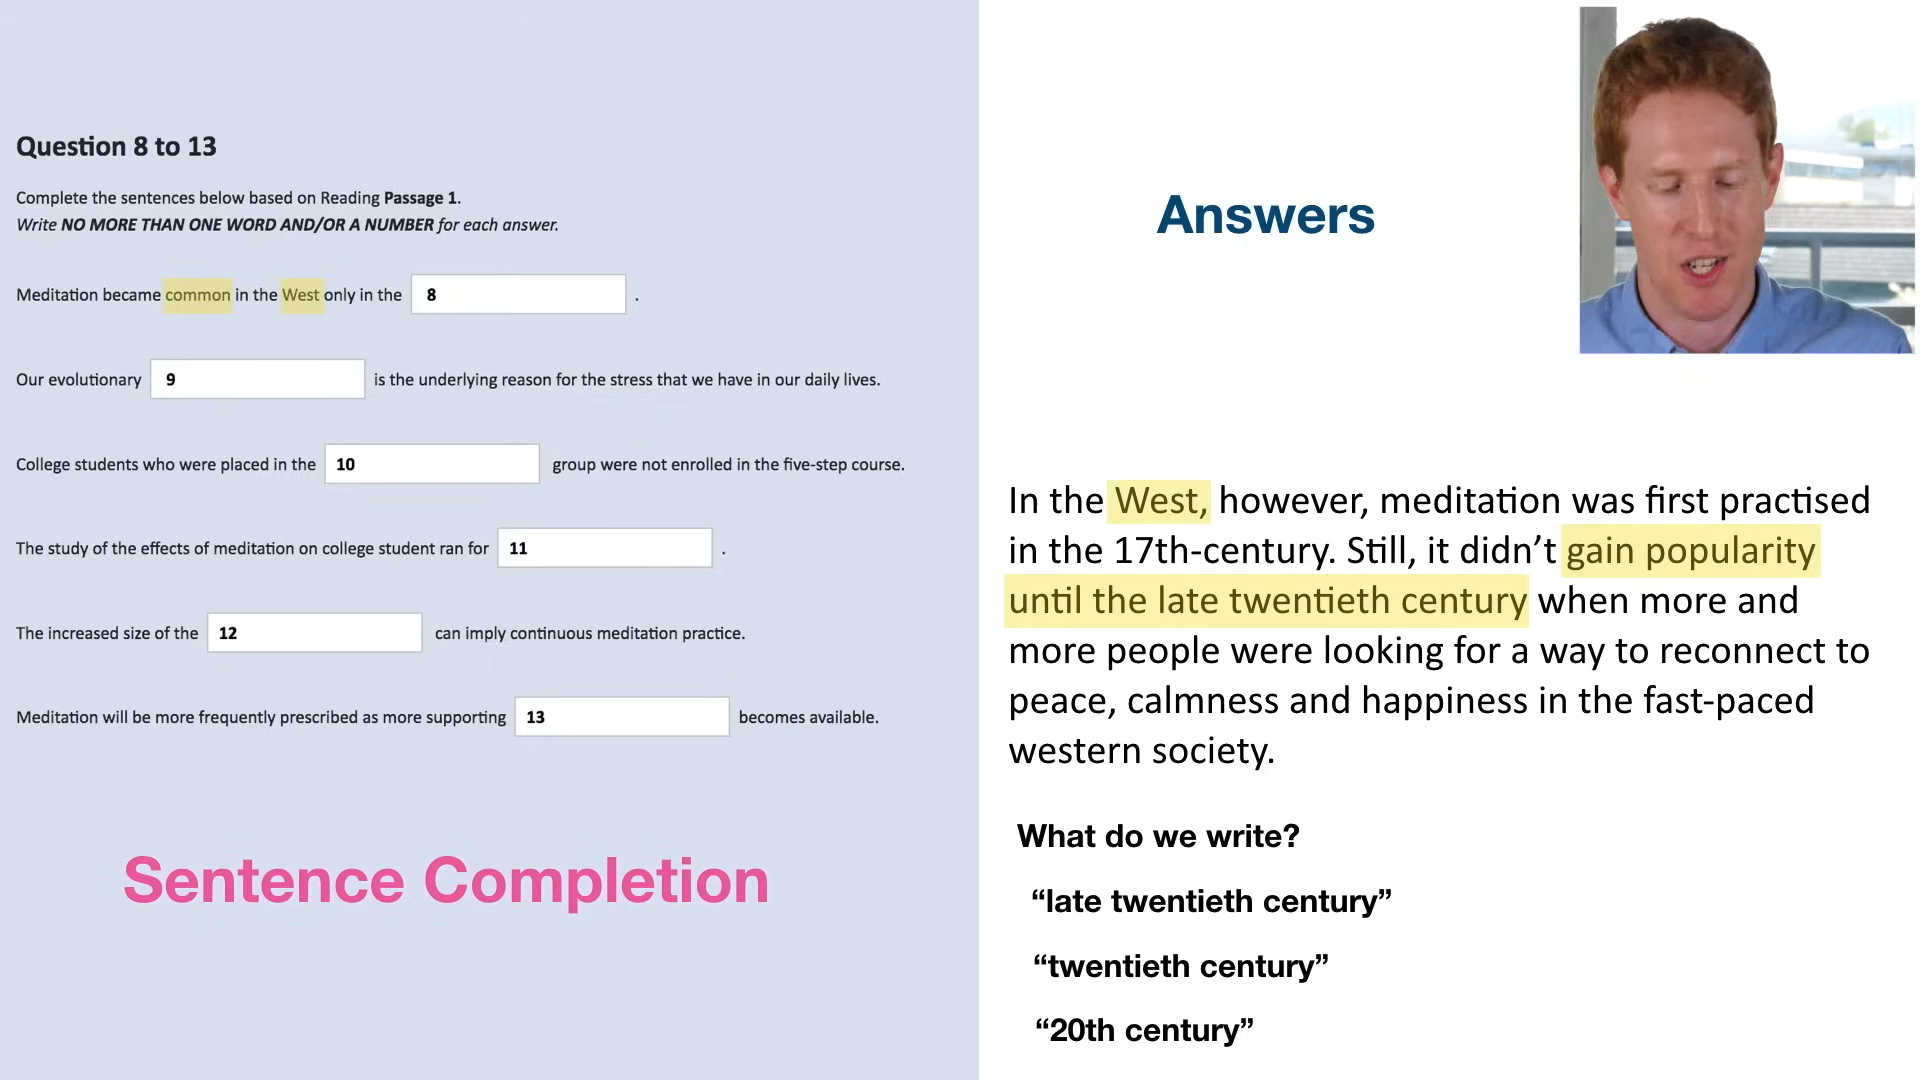 Question 8 to 13
Complete the sentences below based on Reading Passage 1.
Write NO MORE THAN ONE WORD AND/OR A NUMBER for each answer.
Meditation became common in the West only in the 8 .
Our evolutionary 9 is the underlying reason for the stress that we have in our daily lives.
College students who were placed in the 10 group were not enrolled in the five-step course.
The study of the effects of meditation on college student ran for 11 .
The increased size of the 12 can imply continuous meditation practice.
Meditation will be more frequently prescribed as more supporting 13 becomes available.
Sentence Completion
Answers
In the West, however, meditation was first practised
in the 17th-century. Still, it didn’t gain popularity
until the late twentieth century when more and
more people were looking for a way to reconnect to
peace, calmness and happiness in the fast-paced
western society.
What do we write?
“late twentieth century”
“twentieth century”
“20th century”